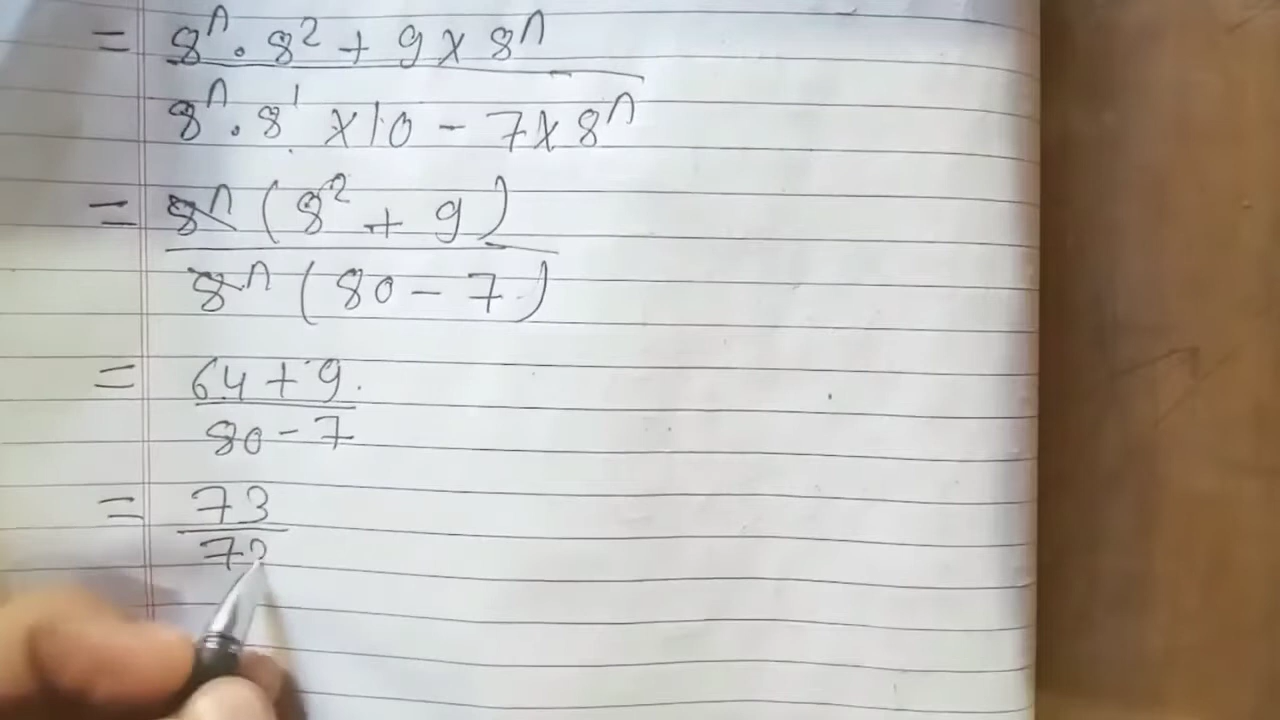 = 8ⁿ . 8² + 9 x 8ⁿ
8ⁿ . 8¹ x 10 - 7 x 8ⁿ
= 8ⁿ (8² + 9)
8ⁿ (80 - 7)
= 64 + 9
80 - 7
= 73
7